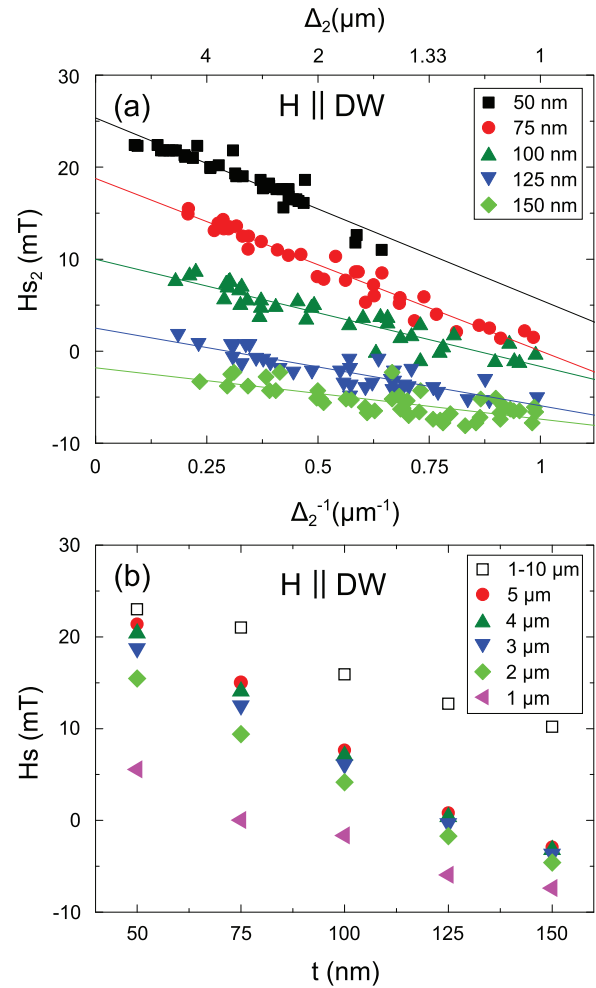 Δ₂(μm)
4 2 1.33 1
30
20
10
0
-10
Hs₂ (mT)
(a)
H || DW
50 nm
75 nm
100 nm
125 nm
150 nm
0 0.25 0.5 0.75 1
Δ₂⁻¹(μm⁻¹)
30
20
10
0
-10
Hs (mT)
(b)
H || DW
1-10 μm
5 μm
4 μm
3 μm
2 μm
1 μm
50 75 100 125 150
t (nm)